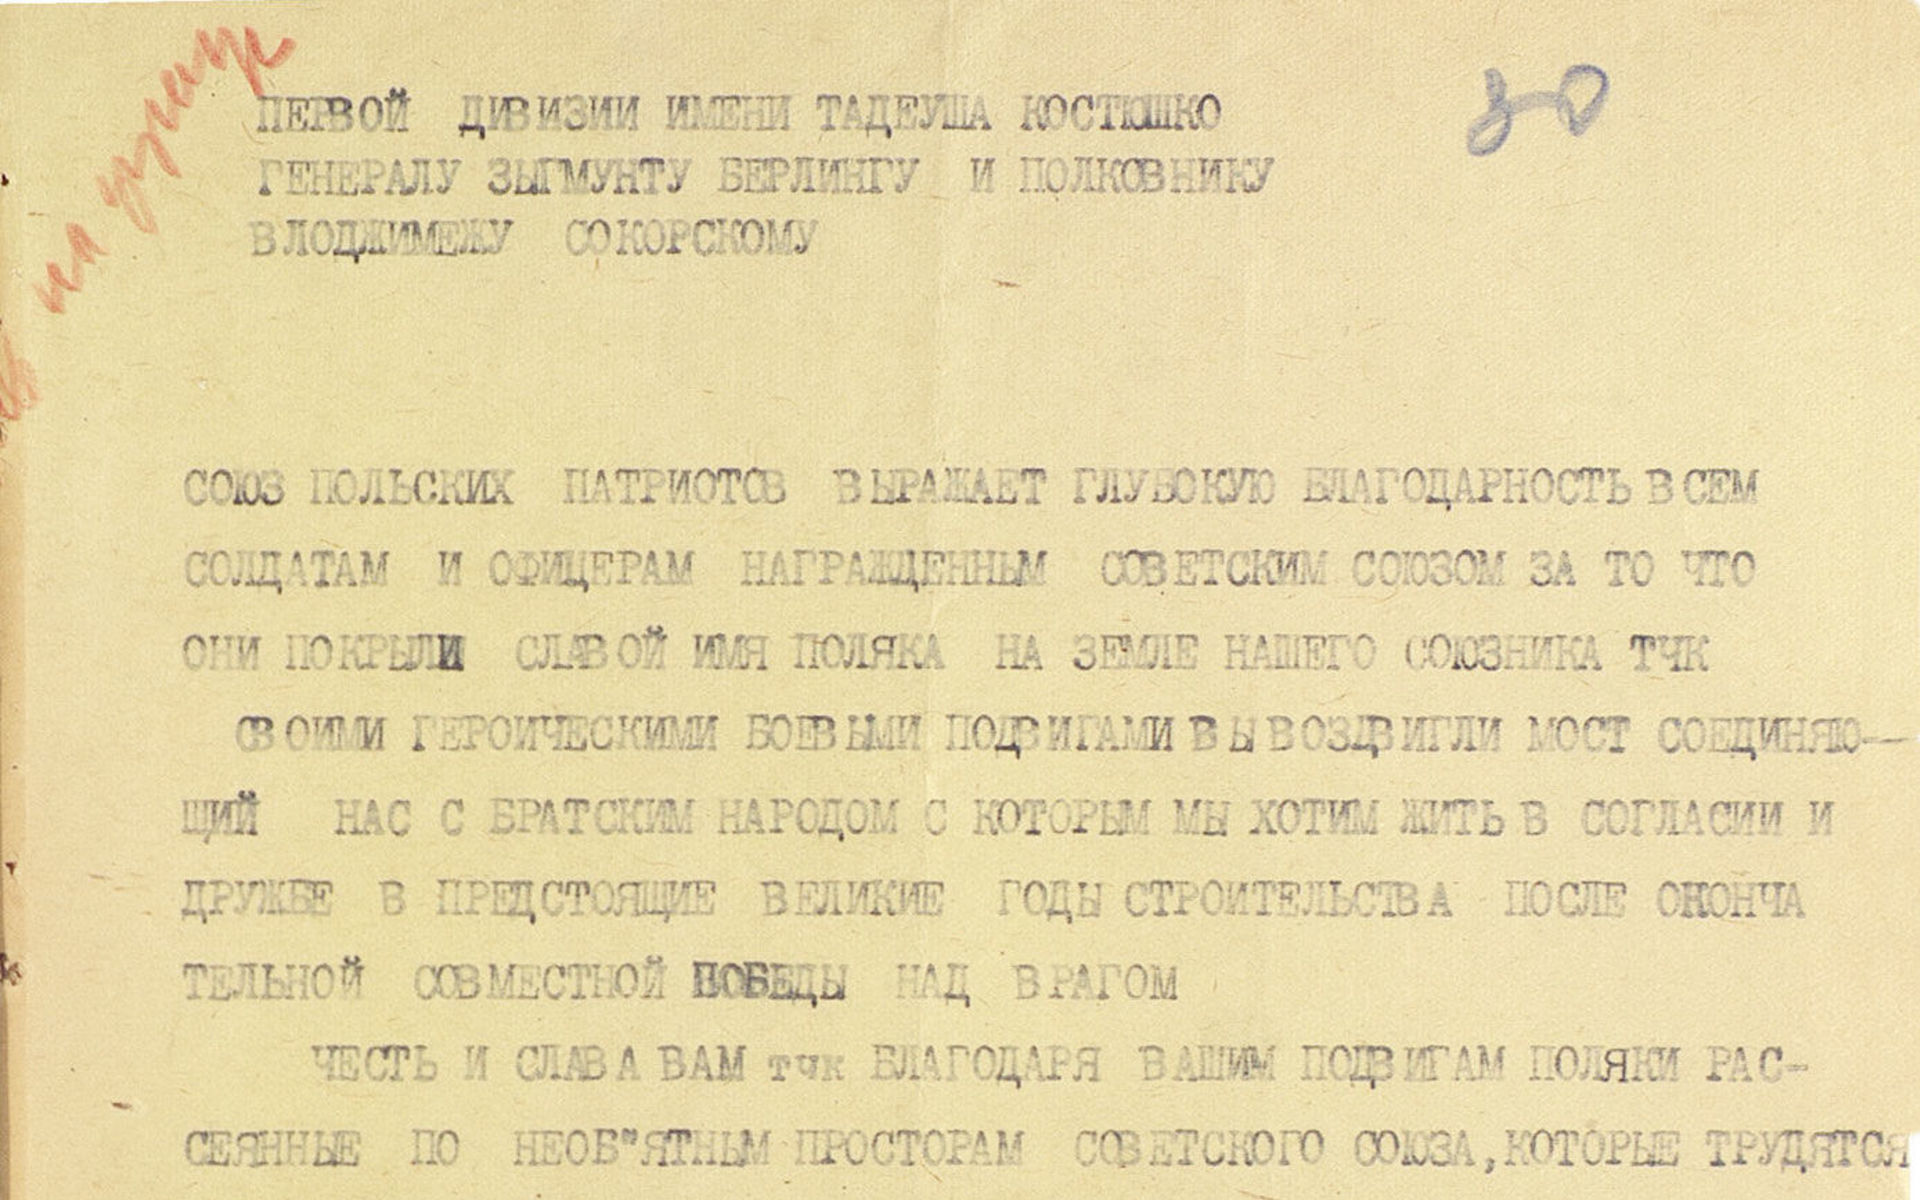 ПЕРВОЙ ДИВИЗИИ ИМЕНИ ТАДЕУША КОСТЮШКО
ГЕНЕРАЛУ ЗЫГМУНТУ БЕРЛИНГУ И ПОЛКОВНИКУ
ВЛОДЖИМЕЖУ СОКОРСКОМУ
СОЮЗ ПОЛЬСКИХ ПАТРИОТОВ ВЫРАЖАЕТ ГЛУБОКУЮ БЛАГОДАРНОСТЬ ВСЕМ
СОЛДАТАМ И ОФИЦЕРАМ НАГРАЖДЕННЫМ СОВЕТСКИМ СОЮЗОМ ЗА ТО ЧТО
ОНИ ПОКРЫЛИ СЛАВОЙ ИМЯ ПОЛЯКА НА ЗЕМЛЕ НАШЕГО СОЮЗНИКА ТЧК
СВОИМИ ГЕРОИЧЕСКИМИ БОЕВЫМИ ПОДВИГАМИ ВЫ ВОЗДВИГЛИ МОСТ СОЕДИНЯЮ-
ЩИЙ НАС С БРАТСКИМ НАРОДОМ С КОТОРЫМ МЫ ХОТИМ ЖИТЬ В СОГЛАСИИ И
ДРУЖБЕ В ПРЕДСТОЯЩИЕ ВЕЛИКИЕ ГОДЫ СТРОИТЕЛЬСТВА ПОСЛЕ ОКОНЧА
ТЕЛЬНОЙ СОВМЕСТНОЙ ПОБЕДЫ НАД ВРАГОМ
ЧЕСТЬ И СЛАВА ВАМ тчк БЛАГОДАРЯ ВАШИМ ПОДВИГАМ ПОЛЯКИ РАС-
СЕЯННЫЕ ПО НЕОБ"ЯТНЫМ ПРОСТОРАМ СОВЕТСКОГО СОЮЗА, КОТОРЫЕ ТРУДЯТСЯ